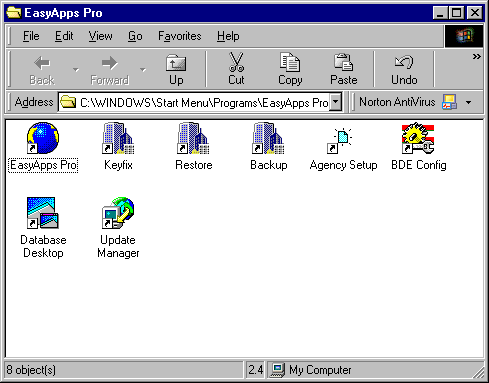 EasyApps Pro
File Edit View Go Favorites Help
Back Forward Up Cut Copy Paste Undo »
Address C:\WINDOWS\Start Menu\Programs\EasyApps Pro Norton AntiVirus
EasyApps Pro Keyfix Restore Backup Agency Setup BDE Config
Database Desktop Update Manager
8 object(s) 2.4 My Computer